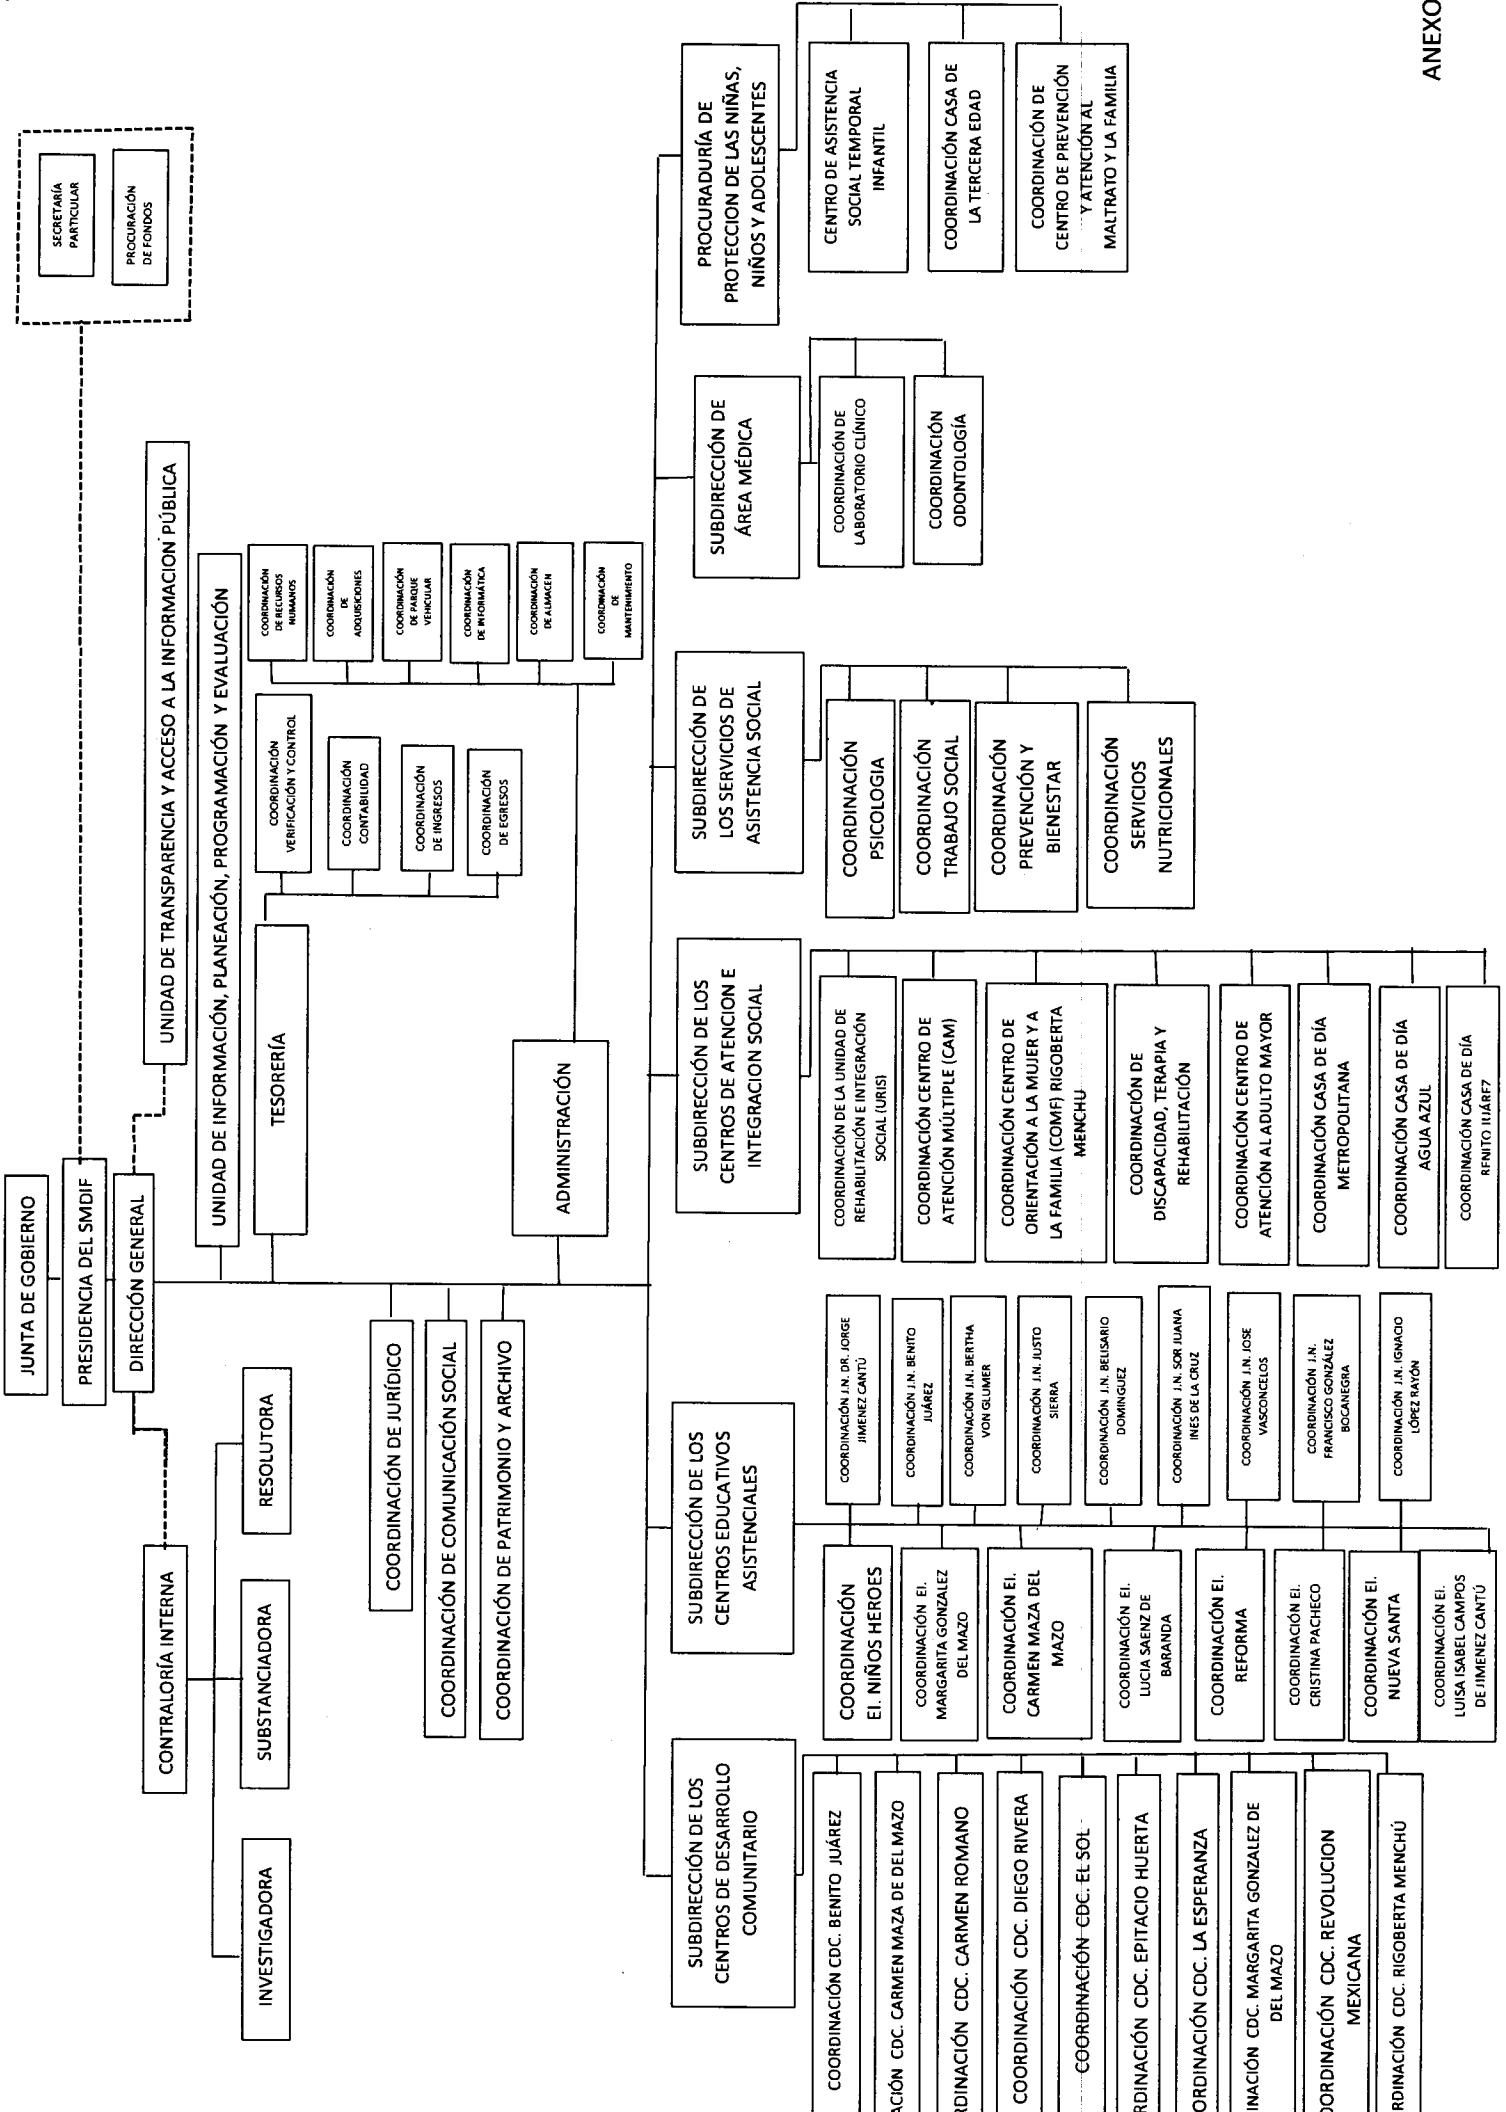 ANEXO
JUNTA DE GOBIERNO
PRESIDENCIA DEL SMDIF
DIRECCIÓN GENERAL
SECRETARÍA
PARTICULAR
PROCURACIÓN
DE FONDOS
CONTRALORÍA INTERNA
INVESTIGADORA
SUBSTANCIADORA
RESOLUTORA
UNIDAD DE TRANSPARENCIA Y ACCESO A LA INFORMACION PÚBLICA
UNIDAD DE INFORMACIÓN, PLANEACIÓN, PROGRAMACIÓN Y EVALUACIÓN
TESORERÍA
COORDINACIÓN
VERIFICACIÓN Y CONTROL
COORDINACIÓN
CONTABILIDAD
COORDINACIÓN
DE INGRESOS
COORDINACIÓN
DE EGRESOS
COORDINACIÓN DE JURÍDICO
COORDINACIÓN DE COMUNICACIÓN SOCIAL
COORDINACIÓN DE PATRIMONIO Y ARCHIVO
ADMINISTRACIÓN
COORDINACIÓN
DE RECURSOS
HUMANOS
COORDINACIÓN
DE
ADQUISICIONES
COORDINACIÓN
DE PARQUE
VEHICULAR
COORDINACIÓN
DE INFORMÁTICA
COORDINACIÓN
DE ALMACEN
COORDINACIÓN
DE
MANTENIMIENTO
SUBDIRECCIÓN DE LOS
CENTROS DE DESARROLLO
COMUNITARIO
COORDINACIÓN CDC. BENITO JUÁREZ
ACIÓN CDC. CARMEN MAZA DE DEL MAZO
RDINACIÓN CDC. CARMEN ROMANO
COORDINACIÓN CDC. DIEGO RIVERA
COORDINACIÓN CDC. EL SOL
RDINACIÓN CDC. EPITACIO HUERTA
ORDINACIÓN CDC. LA ESPERANZA
INACIÓN CDC. MARGARITA GONZALEZ DE
DEL MAZO
OORDINACIÓN CDC. REVOLUCION
MEXICANA
RDINACIÓN CDC. RIGOBERTA MENCHÚ
SUBDIRECCIÓN DE LOS
CENTROS EDUCATIVOS
ASISTENCIALES
COORDINACIÓN
EI. NIÑOS HEROES
COORDINACIÓN EI.
MARGARITA GONZALEZ
DEL MAZO
COORDINACIÓN EI.
CARMEN MAZA DEL
MAZO
COORDINACIÓN EI.
LUCIA SAENZ DE
BARANDA
COORDINACIÓN EI.
REFORMA
COORDINACIÓN EI.
CRISTINA PACHECO
COORDINACIÓN EI.
NUEVA SANTA
COORDINACIÓN EI.
LUISA ISABEL CAMPOS
DE JIMENEZ CANTÚ
COORDINACIÓN J.N. DR. JORGE
JIMENEZ CANTÚ
COORDINACIÓN J.N. BENITO
JUÁREZ
COORDINACIÓN J.N. BERTHA
VON GLUMER
COORDINACIÓN J.N. JUSTO
SIERRA
COORDINACIÓN J.N. BELISARIO
DOMINGUEZ
COORDINACIÓN J.N. SOR JUANA
INES DE LA CRUZ
COORDINACIÓN J.N. JOSE
VASCONCELOS
COORDINACIÓN J.N.
FRANCISCO GONZÁLEZ
BOCANEGRA
COORDINACIÓN J.N. IGNACIO
LÓPEZ RAYÓN
SUBDIRECCIÓN DE LOS
CENTROS DE ATENCION E
INTEGRACION SOCIAL
COORDINACIÓN DE LA UNIDAD DE
REHABILITACIÓN E INTEGRACIÓN
SOCIAL (URIS)
COORDINACIÓN CENTRO DE
ATENCIÓN MÚLTIPLE (CAM)
COORDINACIÓN CENTRO DE
ORIENTACIÓN A LA MUJER Y A
LA FAMILIA (COMF) RIGOBERTA
MENCHU
COORDINACIÓN DE
DISCAPACIDAD, TERAPIA Y
REHABILITACIÓN
COORDINACIÓN CENTRO DE
ATENCIÓN AL ADULTO MAYOR
COORDINACIÓN CASA DE DÍA
METROPOLITANA
COORDINACIÓN CASA DE DÍA
AGUA AZUL
COORDINACIÓN CASA DE DÍA
BENITO JUÁREZ
SUBDIRECCIÓN DE
LOS SERVICIOS DE
ASISTENCIA SOCIAL
COORDINACIÓN
PSICOLOGIA
COORDINACIÓN
TRABAJO SOCIAL
COORDINACIÓN
PREVENCIÓN Y
BIENESTAR
COORDINACIÓN
SERVICIOS
NUTRICIONALES
SUBDIRECCIÓN DE
ÁREA MÉDICA
COORDINACIÓN DE
LABORATORIO CLÍNICO
COORDINACIÓN
ODONTOLOGÍA
PROCURADURÍA DE
PROTECCION DE LAS NIÑAS,
NIÑOS Y ADOLESCENTES
CENTRO DE ASISTENCIA
SOCIAL TEMPORAL
INFANTIL
COORDINACIÓN CASA DE
LA TERCERA EDAD
COORDINACIÓN DE
CENTRO DE PREVENCIÓN
Y ATENCIÓN AL
MALTRATO Y LA FAMILIA